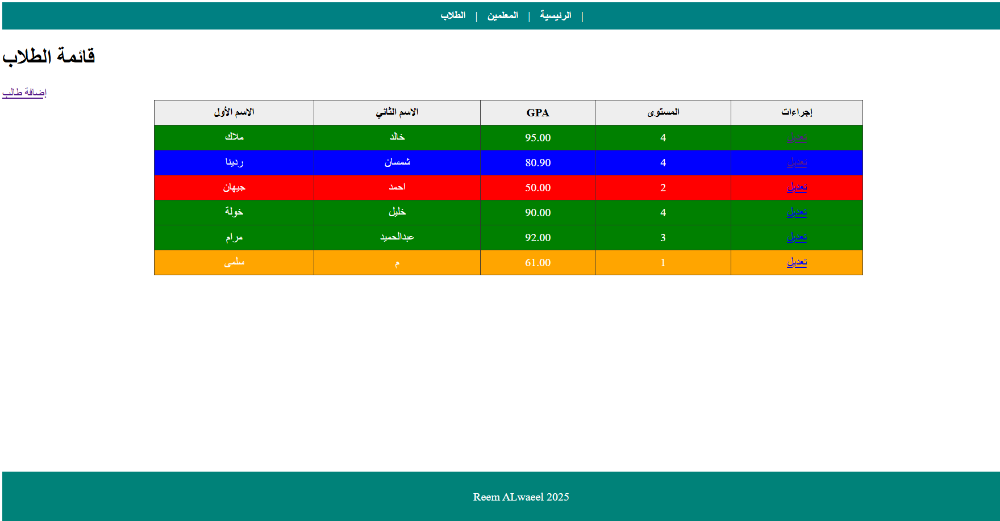 الطلاب | المعلمين | الرئيسية |
قائمة الطلاب
إضافة طالب
الاسم الأول الاسم الثاني GPA المستوى إجراءات
ملاك خالد 95.00 4 تعديل
ردينا شمسان 80.90 4 تعديل
جيهان احمد 50.00 2 تعديل
خولة خليل 90.00 4 تعديل
مرام عبدالحميد 92.00 3 تعديل
سلمى م 61.00 1 تعديل
Reem ALwaeel 2025